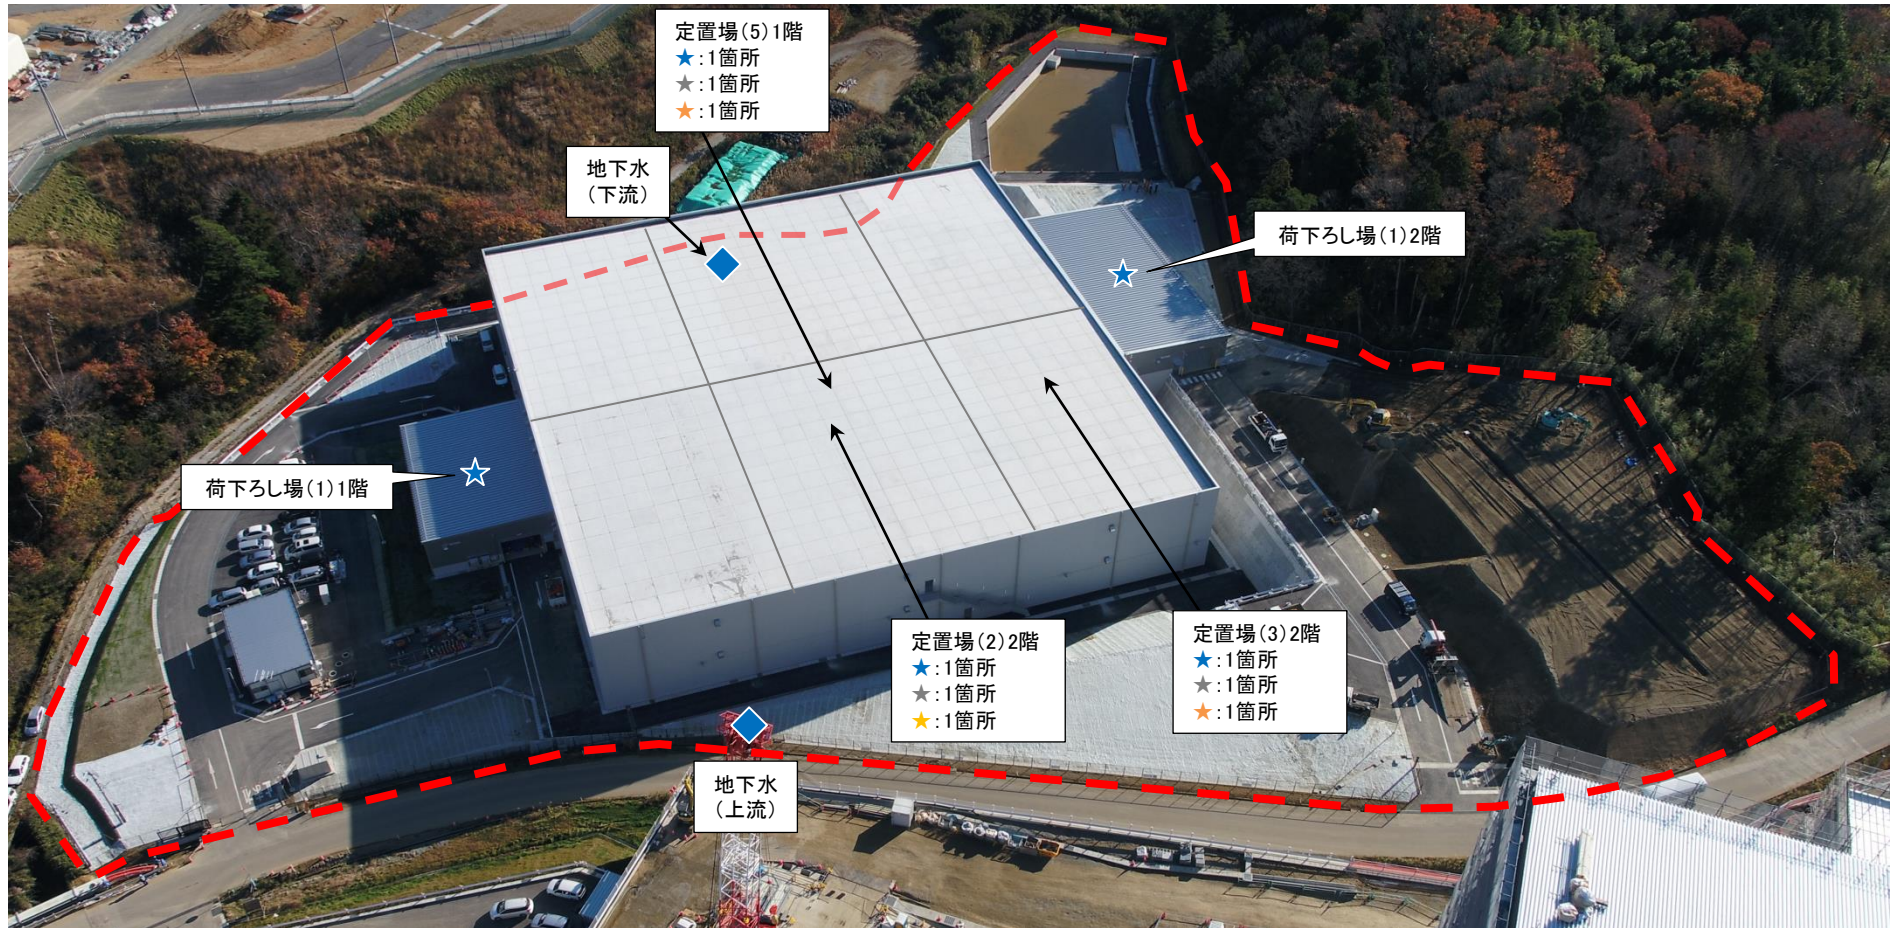 定置場(5)1階
★:1箇所
★:1箇所
★:1箇所
地下水
(下流)
荷下ろし場(1)2階
荷下ろし場(1)1階
定置場(2)2階
★:1箇所
★:1箇所
★:1箇所
定置場(3)2階
★:1箇所
★:1箇所
★:1箇所
地下水
(上流)